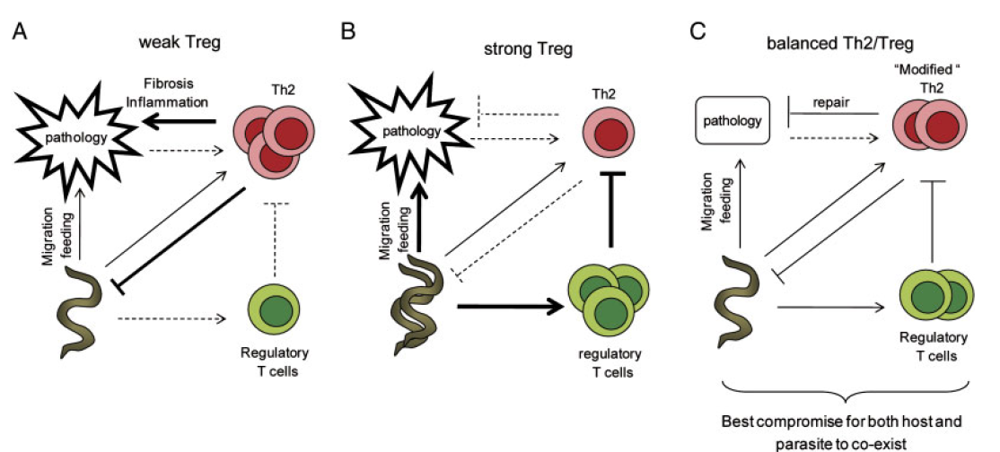 A
weak Treg
Fibrosis
Inflammation
Th2
pathology
Migration
feeding
Regulatory
T cells
B
strong Treg
Th2
pathology
Migration
feeding
regulatory
T cells
C
balanced Th2/Treg
"Modified "
Th2
repair
pathology
Migration
feeding
Regulatory
T cells
Best compromise for both host and
parasite to co-exist